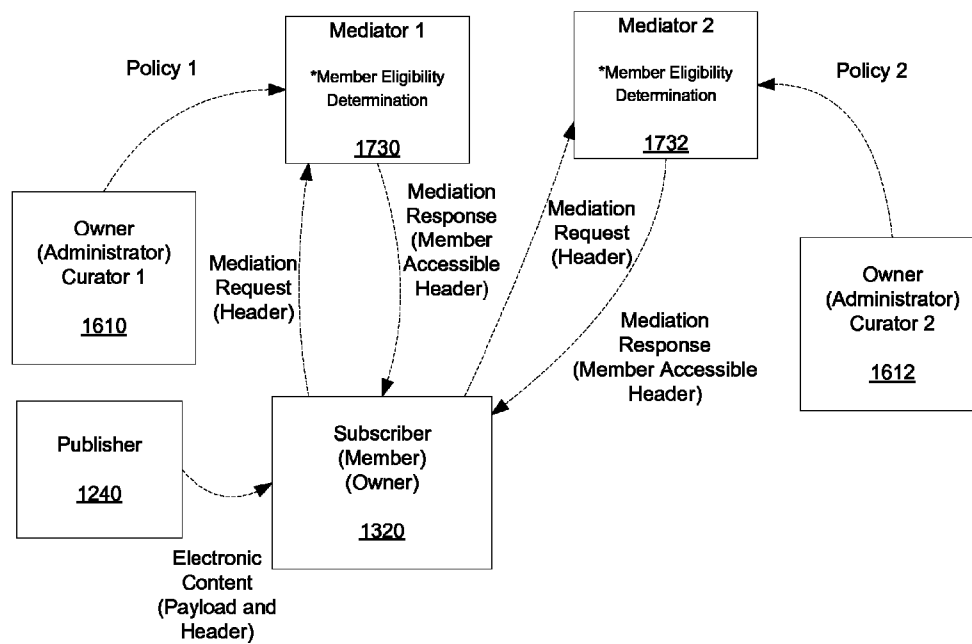 Mediator 1
*Member Eligibility
Determination
1730
Mediator 2
*Member Eligibility
Determination
1732
Policy 1
Policy 2
Owner
(Administrator)
Curator 1
1610
Mediation
Request
(Header)
Mediation
Response
(Member
Accessible
Header)
Mediation
Request
(Header)
Mediation
Response
(Member Accessible
Header)
Owner
(Administrator)
Curator 2
1612
Publisher
1240
Subscriber
(Member)
(Owner)
1320
Electronic
Content
(Payload and
Header)